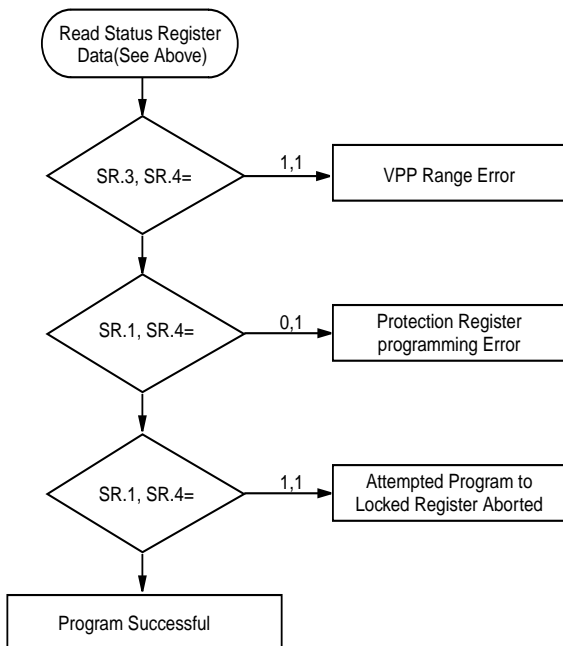 Read Status Register
Data(See Above)
SR.3, SR.4=
1,1
VPP Range Error
SR.1, SR.4=
0,1
Protection Register
programming Error
SR.1, SR.4=
1,1
Attempted Program to
Locked Register Aborted
Program Successful